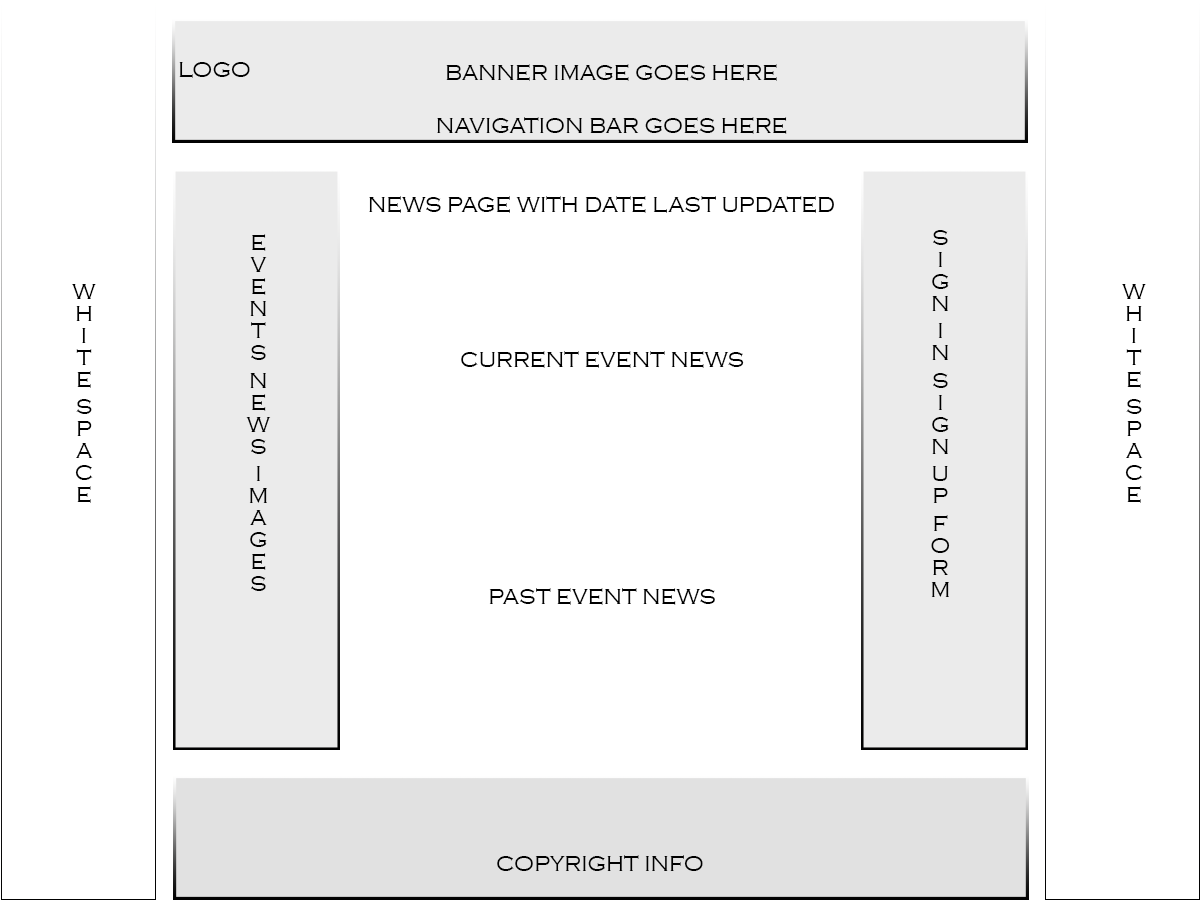 LOGO
BANNER IMAGE GOES HERE
NAVIGATION BAR GOES HERE
WHITE SPACE
EVENTS NEWS IMAGES
NEWS PAGE WITH DATE LAST UPDATED
CURRENT EVENT NEWS
PAST EVENT NEWS
SIGN IN SIGN UP FORM
WHITE SPACE
COPYRIGHT INFO